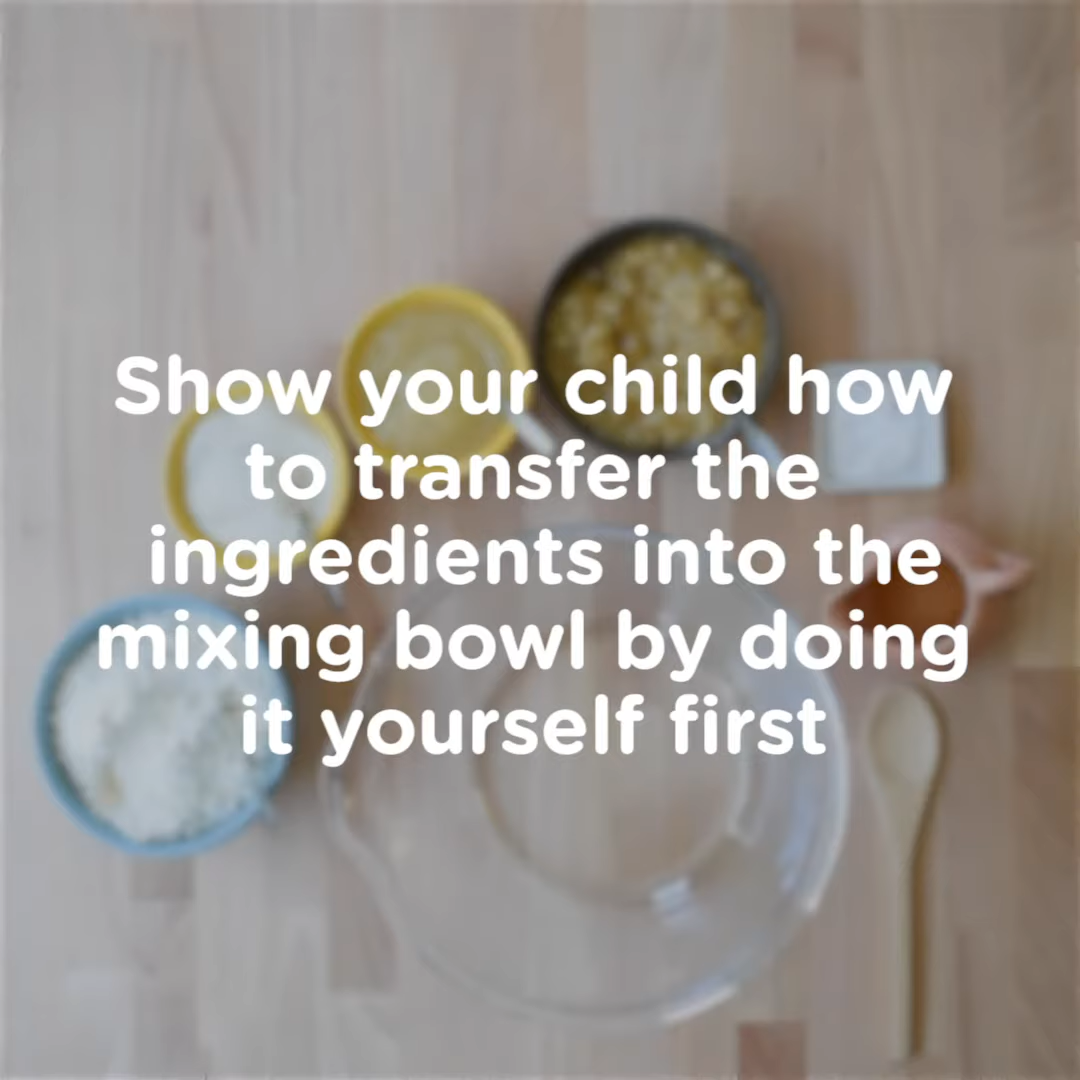 Show your child how
to transfer the
ingredients into the
mixing bowl by doing
it yourself first